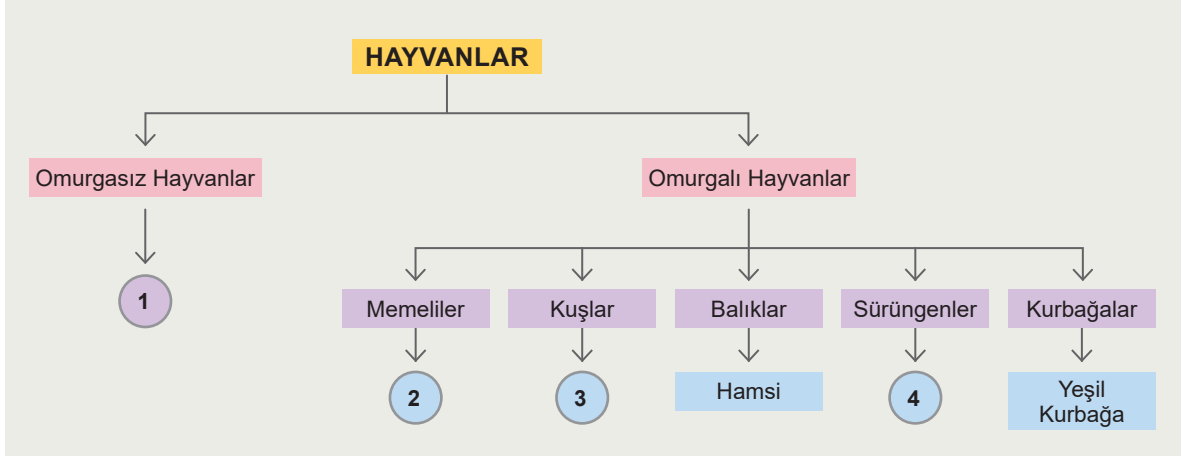 HAYVANLAR
Omurgasız Hayvanlar
Omurgalı Hayvanlar
1
Memeliler
Kuşlar
Balıklar
Sürüngenler
Kurbağalar
2
3
Hamsi
4
Yeşil
Kurbağa